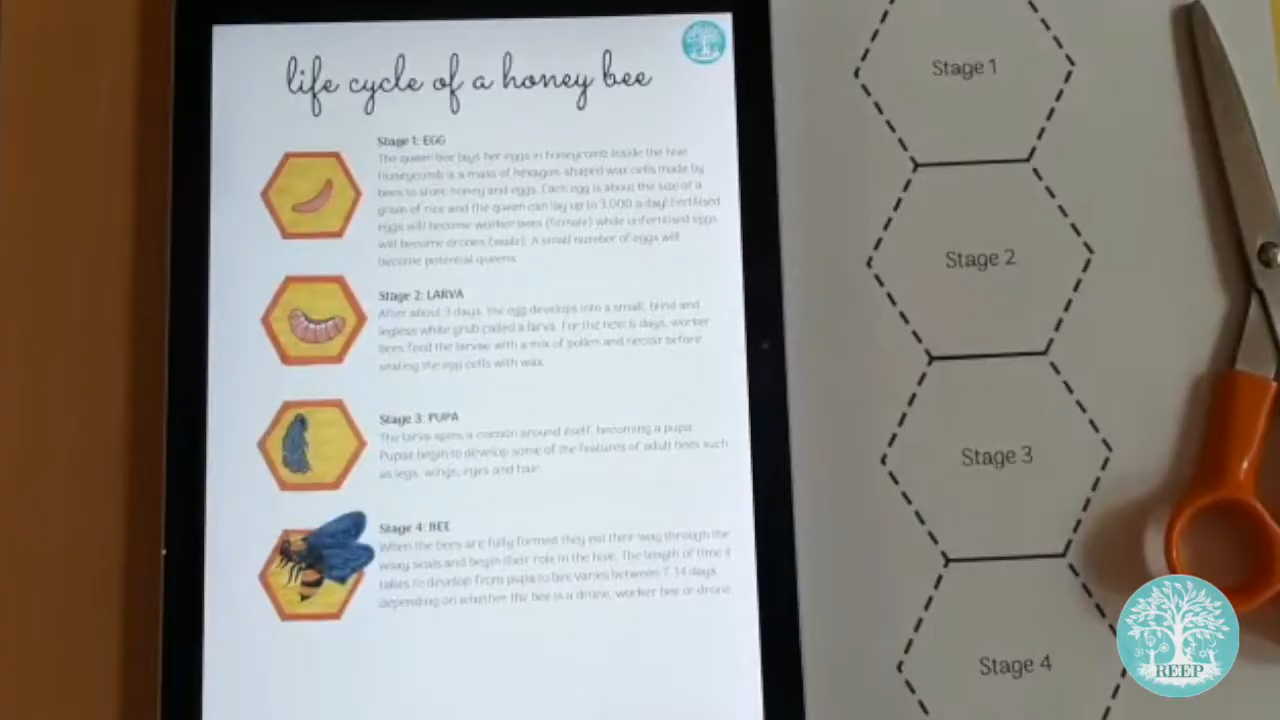 life cycle of a honey bee
Stage 1: EGG
The queen bee lays her eggs in honeycomb inside the hive.
Honeycomb is a mass of hexagon-shaped wax cells made by
bees to store honey and eggs. Each egg is about the size of a
grain of rice and the queen can lay up to 3,000 a day! Fertilised
eggs will become worker bees (female) while unfertilised eggs
will become drones (male). A small number of eggs will
become potential queens.
Stage 2: LARVA
After about 3 days, the egg develops into a small, blind and
legless white grub called a larva. For the next 6 days, worker
bees feed the larvae with a mix of pollen and nectar before
sealing the egg cells with wax.
Stage 3: PUPA
The larva spins a cocoon around itself, becoming a pupa.
Pupae begin to develop some of the features of adult bees such
as legs, wings, eyes and hair.
Stage 4: BEE
When the bees are fully formed they eat their way through the
waxy seals and begin their role in the hive. The length of time it
takes to develop from pupa to bee varies between 7-14 days
depending on whether the bee is a drone, worker bee or drone
Stage 1
Stage 2
Stage 3
Stage 4
REEP